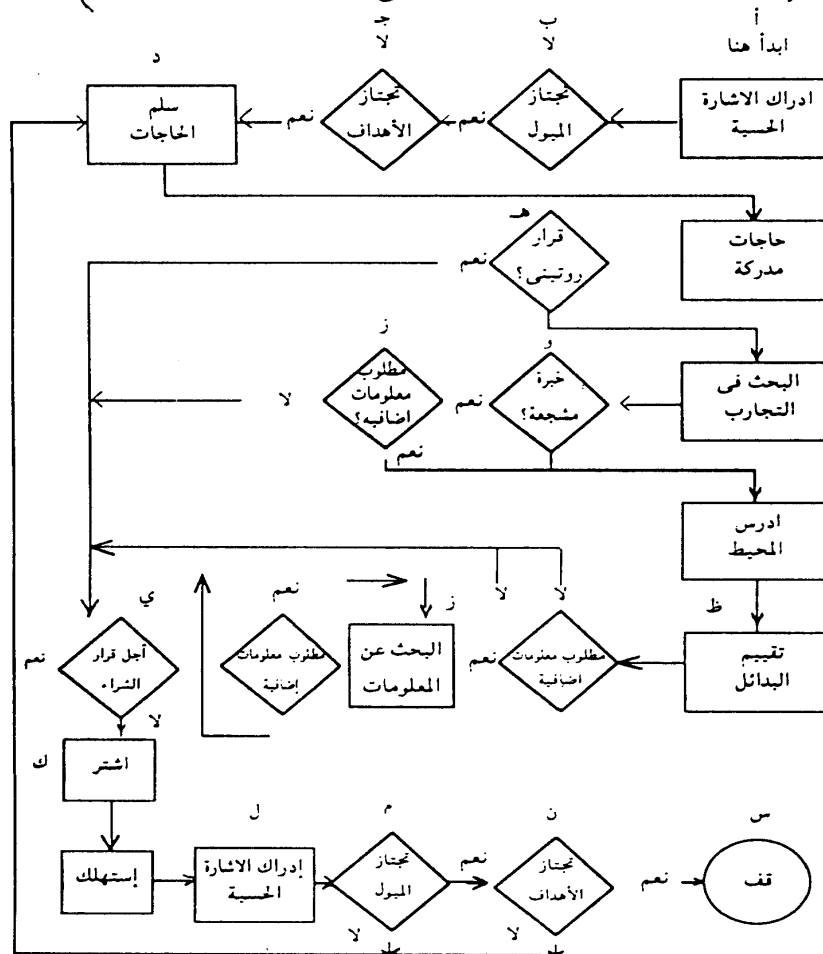 أ
ب
جـ
ابدأ هنا
لا
لا
د
ادراك الاشارة
الحسية
تجتاز
الميول
نعم
تجتاز
الأهداف
نعم
سلم
الحاجات
حاجات
مدركة
هـ
قرار
روتينى؟
نعم
البحث فى
التجارب
و
خبرة
مشجعة؟
نعم
ز
مطلوب
معلومات
اضافيه؟
لا
نعم
ادرس
المحيط
ظ
تقييم
البدائل
لا
لا
مطلوب معلومات
اضافية
نعم
ز
البحث عن
المعلومات
نعم
مطلوب معلومات
إضافية
ي
أجل قرار
الشراء
نعم
لا
ك
اشتر
إستهلك
ل
إدراك الاشارة
الحسية
م
تجتاز
الميول
نعم
لا
ن
تجتاز
الأهداف
نعم
لا
س
قف